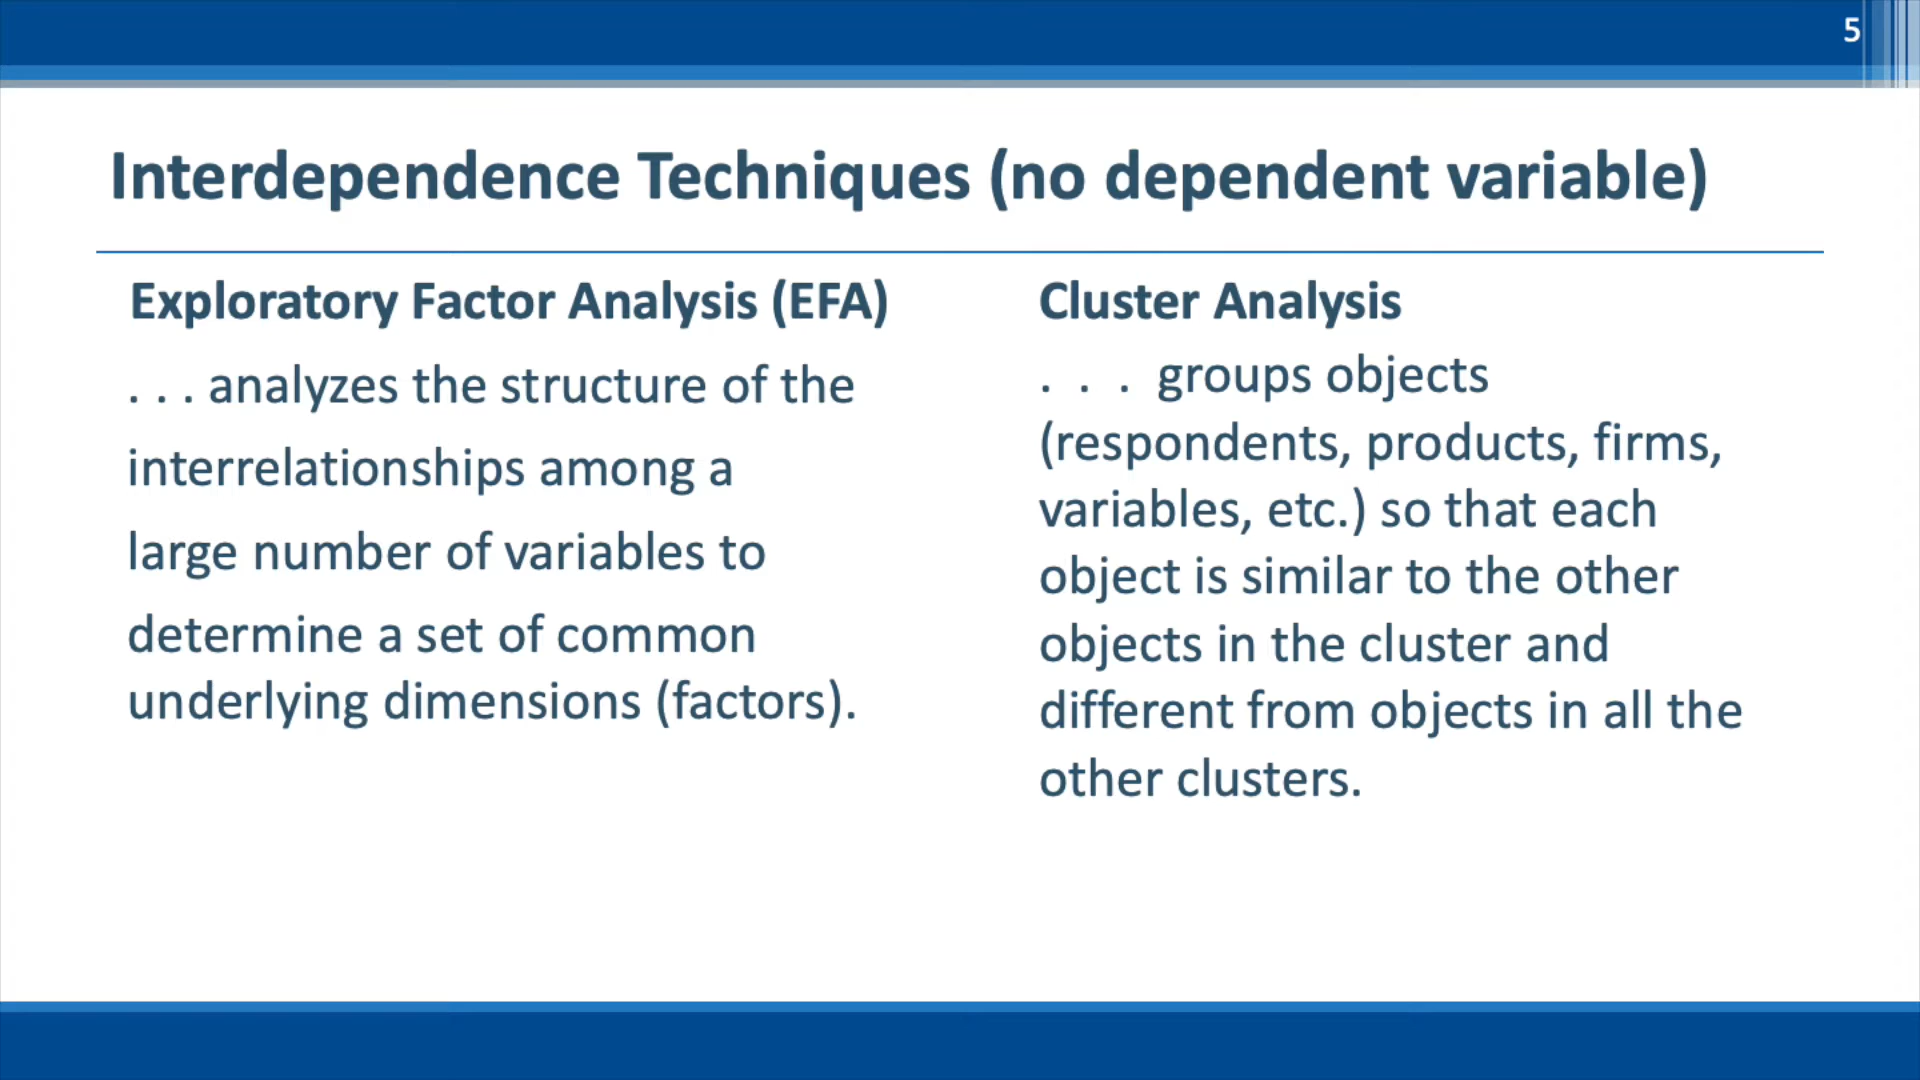 5
Interdependence Techniques (no dependent variable)
Exploratory Factor Analysis (EFA)
. . . analyzes the structure of the
interrelationships among a
large number of variables to
determine a set of common
underlying dimensions (factors).
Cluster Analysis
. . . groups objects
(respondents, products, firms,
variables, etc.) so that each
object is similar to the other
objects in the cluster and
different from objects in all the
other clusters.